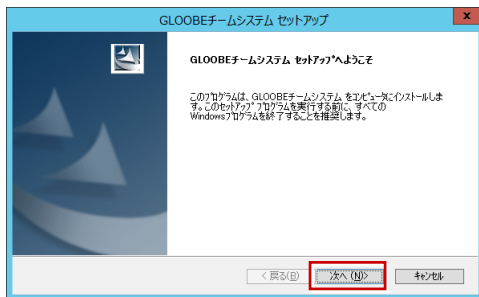 GLOOBEチームシステム セットアップ
x
GLOOBEチームシステム ｾｯﾄｱｯﾌﾟへようこそ
このﾌﾟﾛｸﾞﾗﾑは、GLOOBEチームシステム をｺﾝﾋﾟｭｰﾀにｲﾝｽﾄｰﾙしま
す。このｾｯﾄｱｯﾌﾟ ﾌﾟﾛｸﾞﾗﾑを実行する前に、すべての
Windowsﾌﾟﾛｸﾞﾗﾑを終了することを推奨します。
< 戻る(B)
次へ (N)>
ｷｬﾝｾﾙ